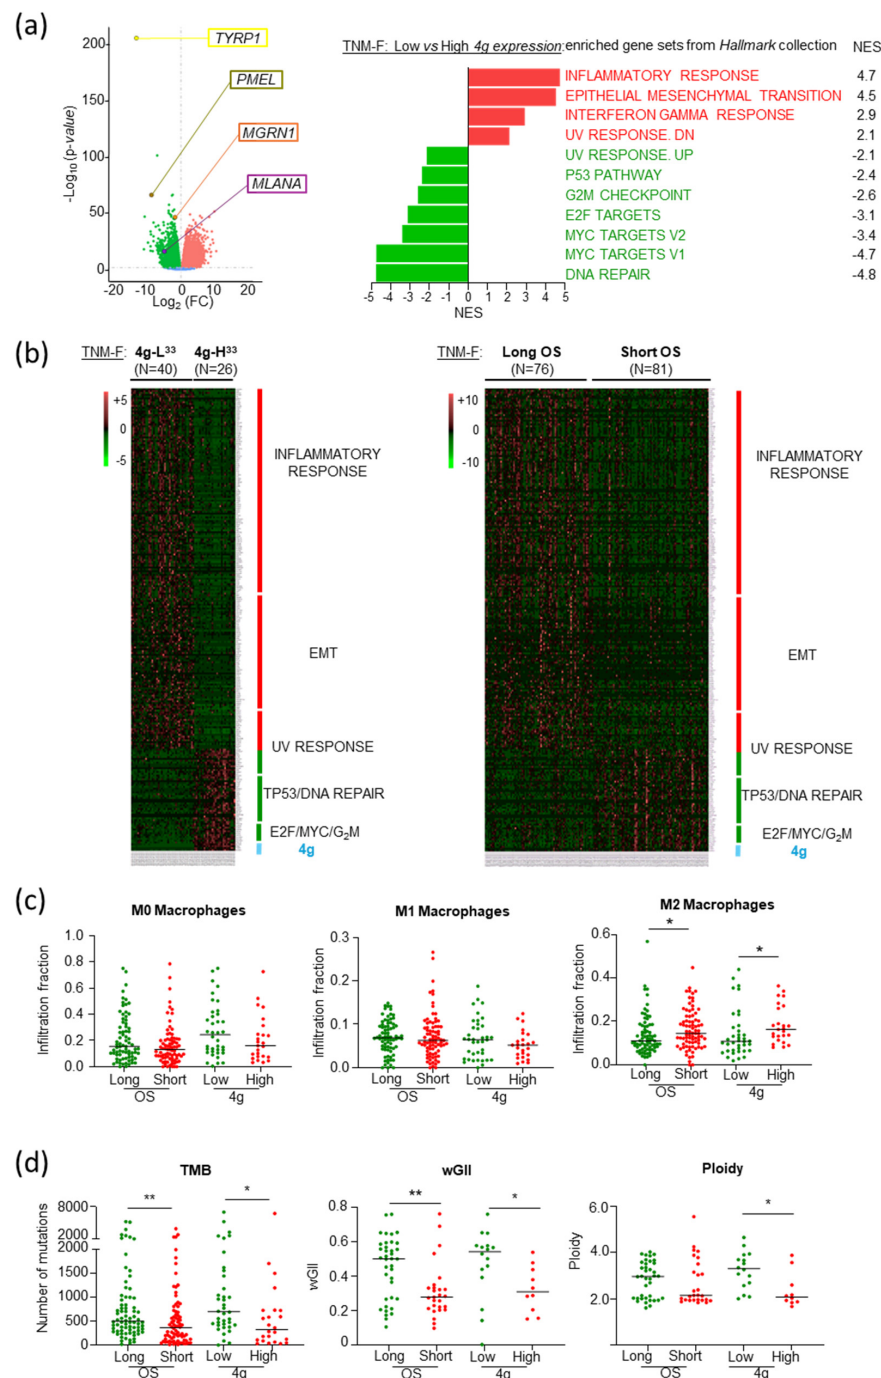 (a)
TYRP1
PMEL
MGRN1
MLANA
-Log10 (p-value)
200
150
100
50
0
-20 -10 0 10 20
Log2 (FC)
TNM-F: Low vs High 4g expression: enriched gene sets from Hallmark collection NES
INFLAMMATORY RESPONSE 4.7
EPITHELIAL MESENCHYMAL TRANSITION 4.5
INTERFERON GAMMA RESPONSE 2.9
UV RESPONSE. DN 2.1
UV RESPONSE. UP -2.1
P53 PATHWAY -2.4
G2M CHECKPOINT -2.6
E2F TARGETS -3.1
MYC TARGETS V2 -3.4
MYC TARGETS V1 -4.7
DNA REPAIR -4.8
-5 -4 -3 -2 -1 0 1 2 3 4 5
NES
(b)
TNM-F: 4g-L33 4g-H33
(N=40) (N=26)
+5
0
-5
INFLAMMATORY
RESPONSE
EMT
UV RESPONSE
TP53/DNA REPAIR
E2F/MYC/G2M
4g
TNM-F: Long OS Short OS
(N=76) (N=81)
+10
0
-10
INFLAMMATORY
RESPONSE
EMT
UV RESPONSE
TP53/DNA REPAIR
E2F/MYC/G2M
4g
(c)
M0 Macrophages
Infiltration fraction
1.0
0.8
0.6
0.4
0.2
0.0
Long Short Low High
OS 4g
M1 Macrophages
Infiltration fraction
0.3
0.2
0.1
0.0
Long Short Low High
OS 4g
M2 Macrophages
* *
Infiltration fraction
0.6
0.4
0.2
0.0
Long Short Low High
OS 4g
(d)
TMB
** *
Number of mutations
8000
2000
2000
1500
1000
500
0
Long Short Low High
OS 4g
wGII
** *
wGII
0.8
0.6
0.4
0.2
0
Long Short Low High
OS 4g
Ploidy
*
Ploidy
6.0
4.0
2.0
Long Short Low High
OS 4g